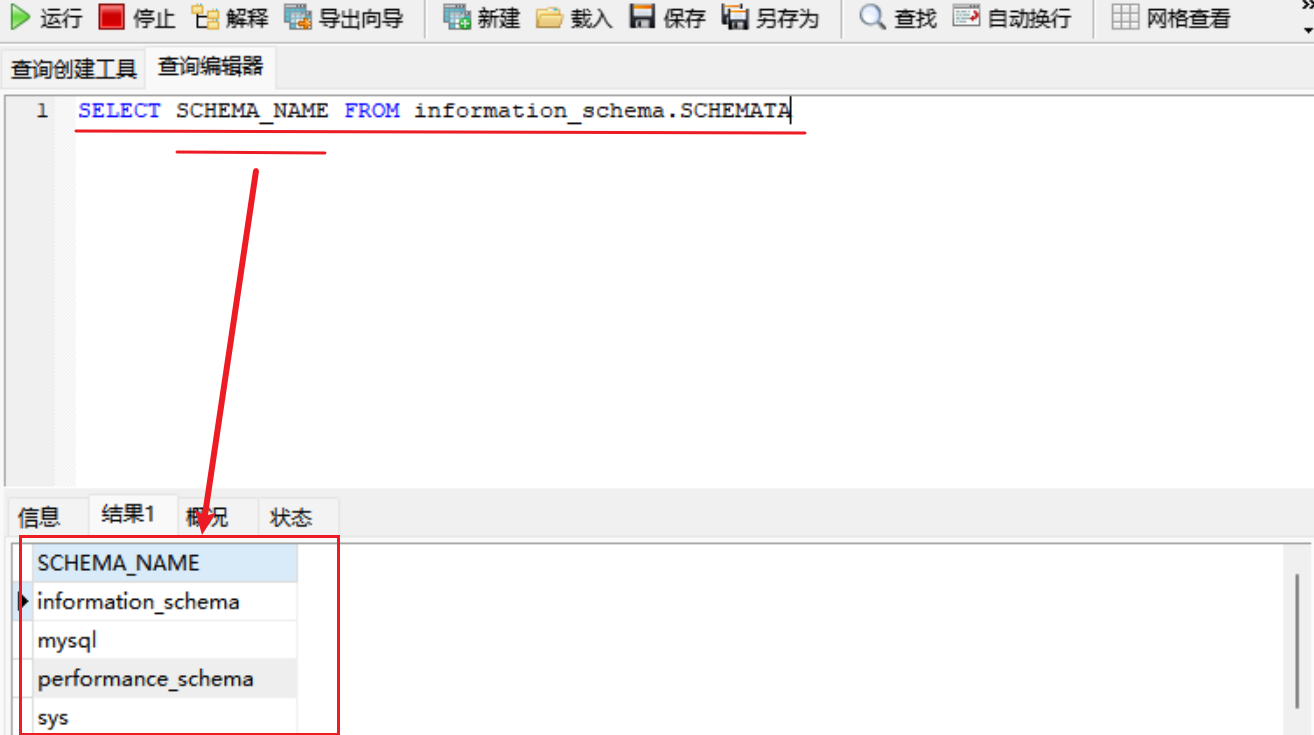 运行 停止 解释 导出向导 新建 载入 保存 另存为 查找 自动换行 网格查看 »
查询创建工具 查询编辑器
1 SELECT SCHEMA_NAME FROM information_schema.SCHEMATA
信息 结果1 概况 状态
SCHEMA_NAME
information_schema
mysql
performance_schema
sys